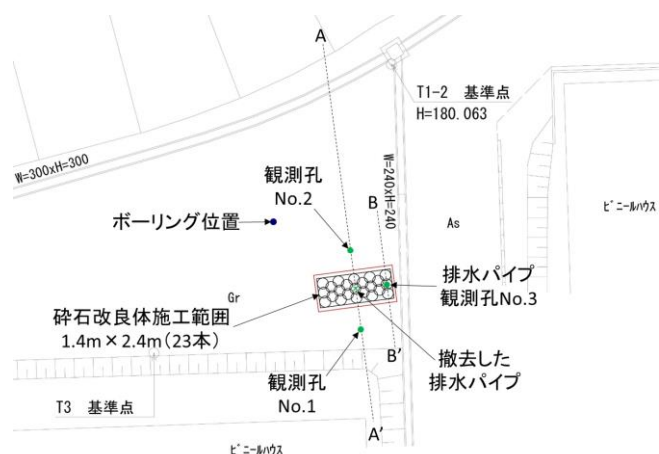 A
T1-2 基準点
H=180.063
W=300xH=300
W=240xH=240
観測孔
No.2
B
ボーリング位置
As
ビニールハウス
Gr
排水パイプ
観測孔No.3
砕石改良体施工範囲
1.4m×2.4m(23本)
B'
撤去した
排水パイプ
観測孔
No.1
T3 基準点
A'
ビニールハウス